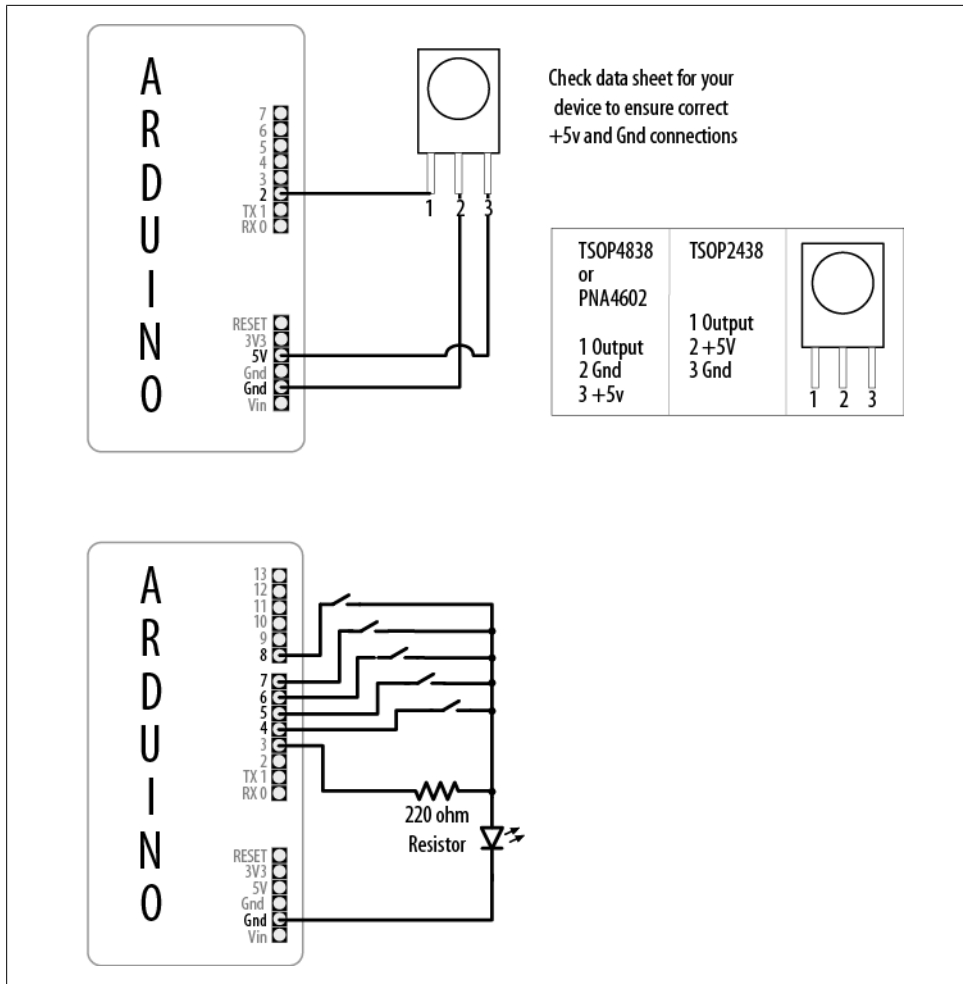 ARDUINO
7
6
5
4
3
2
TX 1
RX 0
RESET
3V3
5V
Gnd
Gnd
Vin
1 2 3
Check data sheet for your
device to ensure correct
+5v and Gnd connections
TSOP4838
or
PNA4602
1 Output
2 Gnd
3 +5v
TSOP2438
1 Output
2 +5V
3 Gnd
1 2 3
ARDUINO
13
12
11
10
9
8
7
6
5
4
3
2
TX 1
RX 0
RESET
3V3
5V
Gnd
Gnd
Vin
220 ohm
Resistor